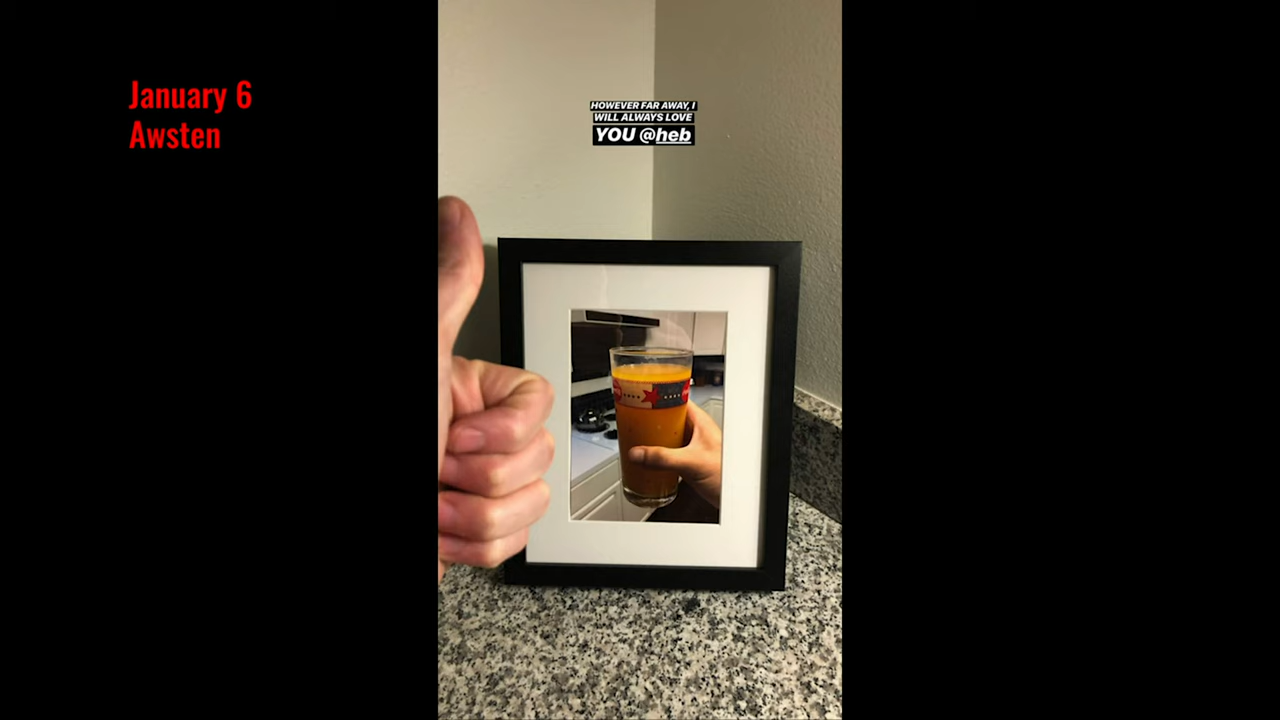 January 6
Awsten
HOWEVER FAR AWAY, I
WILL ALWAYS LOVE
YOU @heb